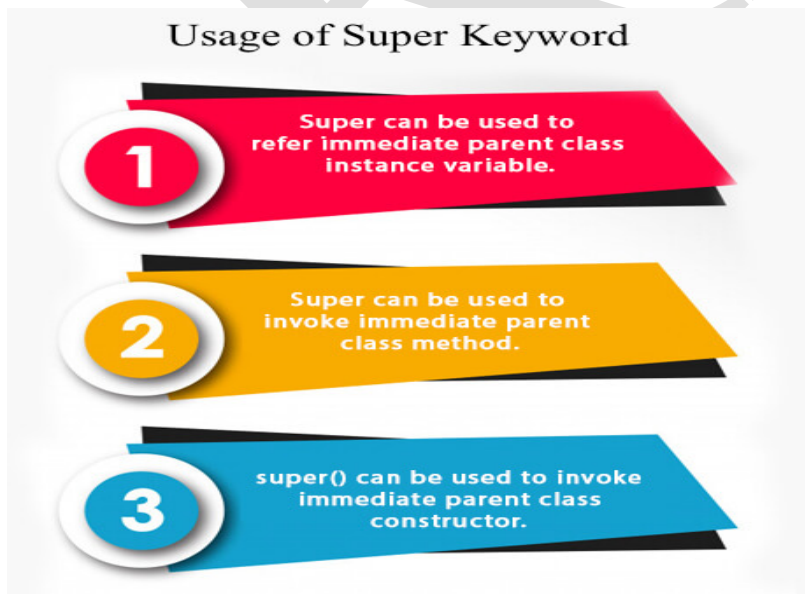 Usage of Super Keyword
1
Super can be used to
refer immediate parent class
instance variable.
2
Super can be used to
invoke immediate parent
class method.
3
super() can be used to invoke
immediate parent class
constructor.